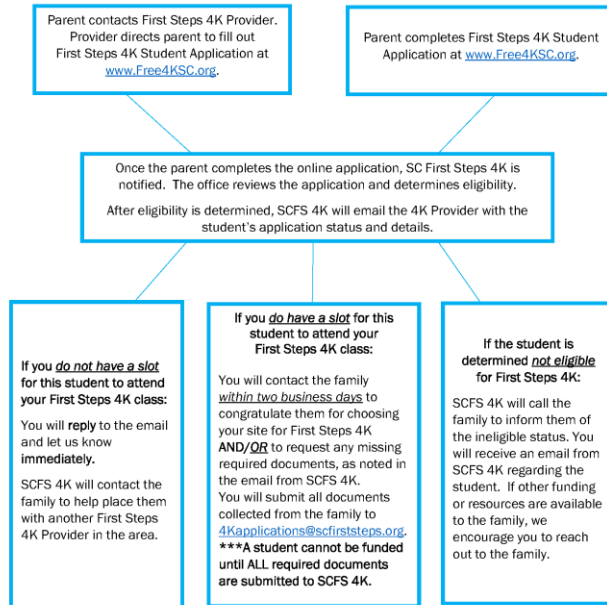 Parent contacts First Steps 4K Provider.
Provider directs parent to fill out
First Steps 4K Student Application at
www.Free4KSC.org.
Parent completes First Steps 4K Student
Application at www.Free4KSC.org.
Once the parent completes the online application, SC First Steps 4K is
notified. The office reviews the application and determines eligibility.
After eligibility is determined, SCFS 4K will email the 4K Provider with the
student's application status and details.
If you do not have a slot
for this student to attend
your First Steps 4K class:
You will reply to the email
and let us know
immediately.
SCFS 4K will contact the
family to help place them
with another First Steps
4K Provider in the area.
If you do have a slot for this
student to attend your
First Steps 4K class:
You will contact the family
within two business days to
congratulate them for choosing
your site for First Steps 4K
AND/OR to request any missing
required documents, as noted in
the email from SCFS 4K.
You will submit all documents
collected from the family to
4Kapplications@scfirststeps.org.
***A student cannot be funded
until ALL required documents
are submitted to SCFS 4K.
If the student is
determined not eligible
for First Steps 4K:
SCFS 4K will call the
family to inform them of
the ineligible status. You
will receive an email from
SCFS 4K regarding the
student. If other funding
or resources are available
to the family, we
encourage you to reach
out to the family.